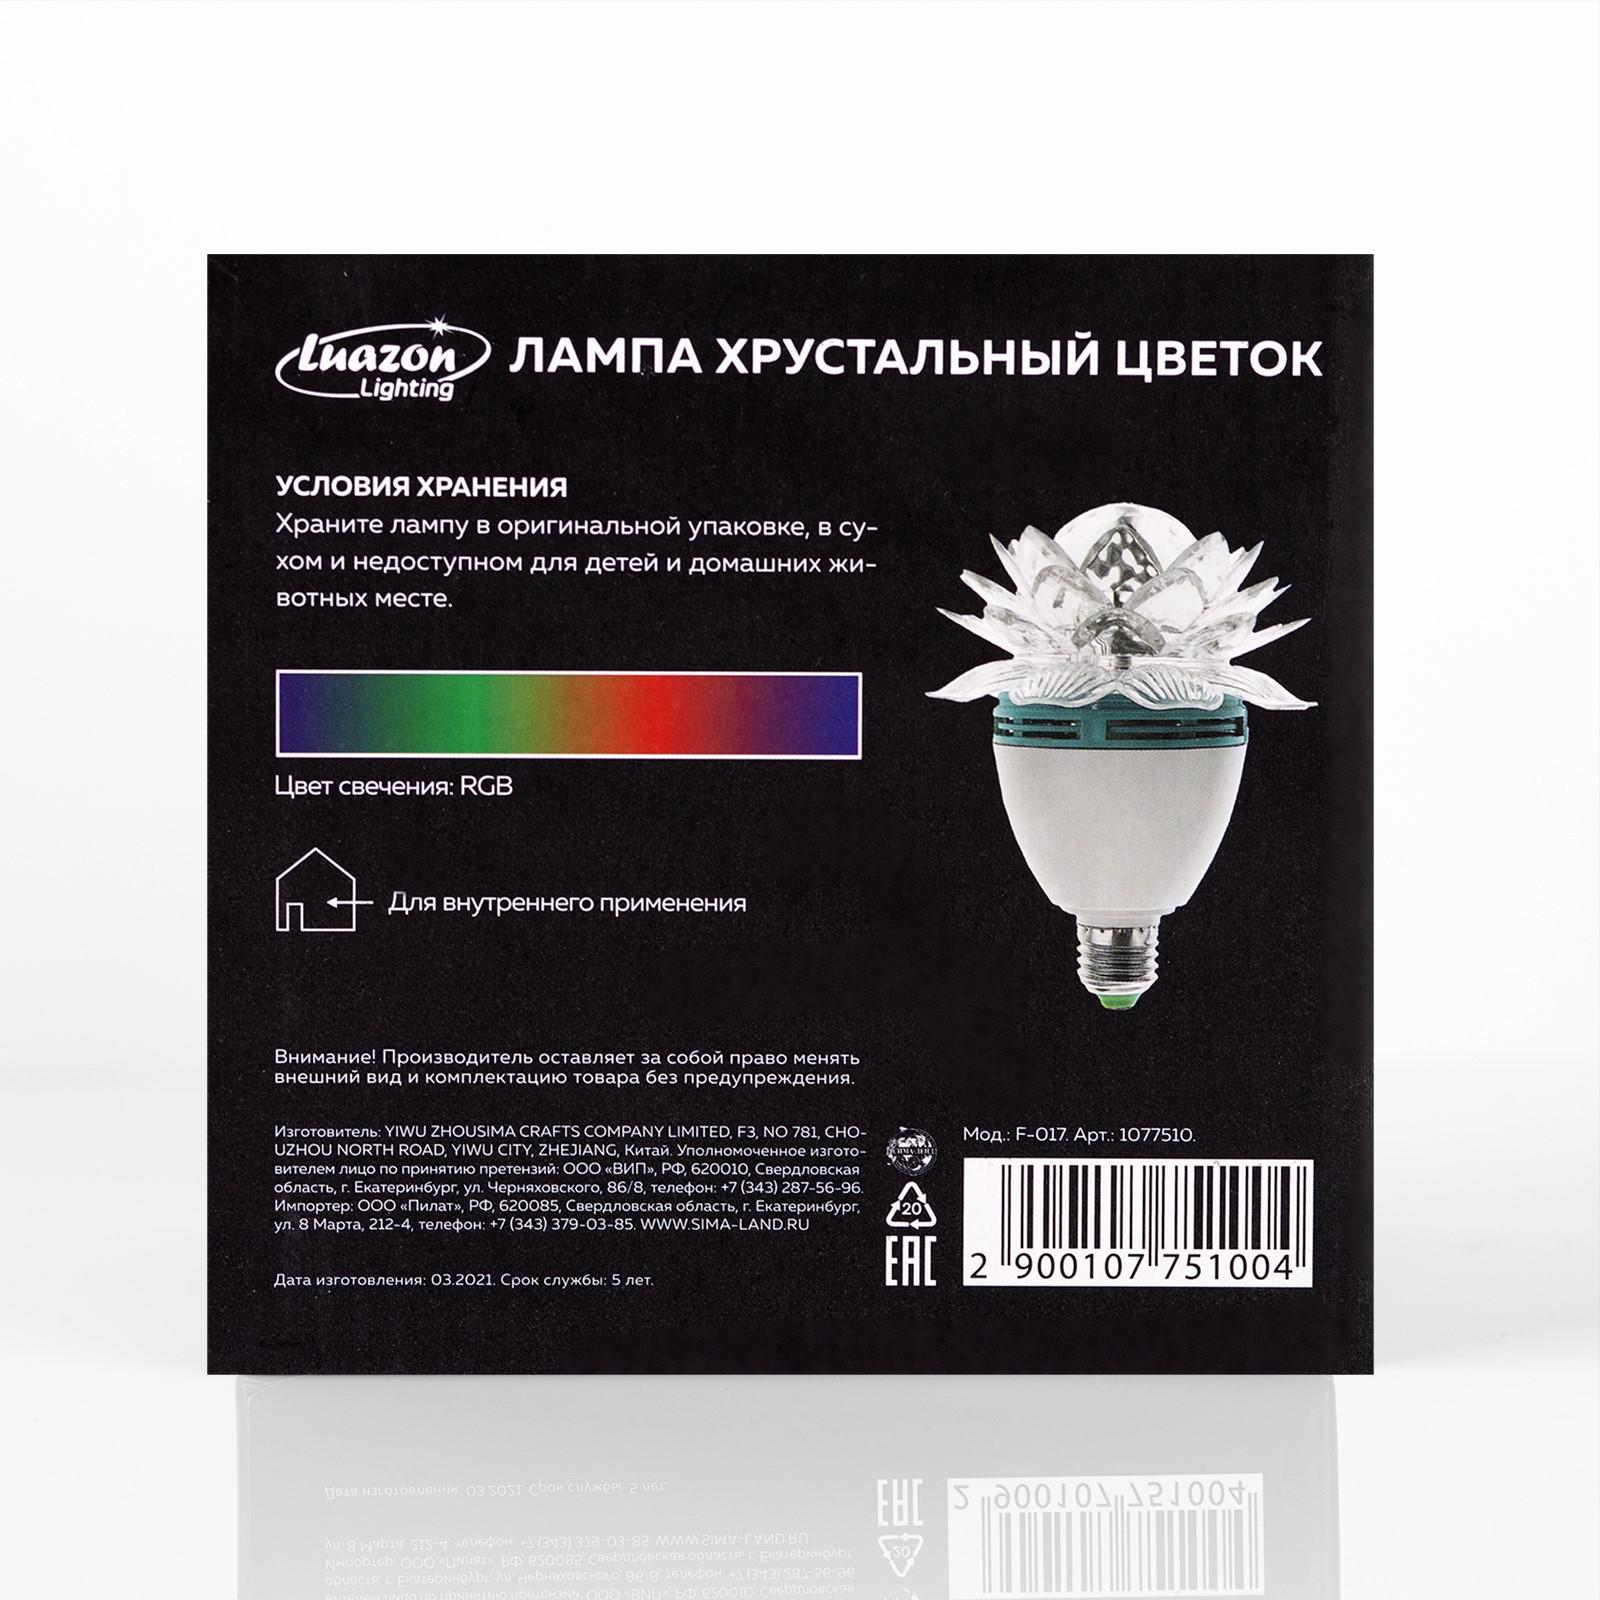 Luazon
Lighting
ЛАМПА ХРУСТАЛЬНЫЙ ЦВЕТОК
УСЛОВИЯ ХРАНЕНИЯ
Храните лампу в оригинальной упаковке, в су-
хом и недоступном для детей и домашних жи-
вотных месте.
Цвет свечения: RGB
Для внутреннего применения
Внимание! Производитель оставляет за собой право менять
внешний вид и комплектацию товара без предупреждения.
Изготовитель: YIWU ZHOUSIMA CRAFTS COMPANY LIMITED, F3, NO 781, CHO-
UZHOU NORTH ROAD, YIWU CITY, ZHEJIANG, Китай. Уполномоченное изгото-
вителем лицо по принятию претензий: ООО «ВИП», РФ, 620010, Свердловская
область, г. Екатеринбург, ул. Черняховского, 86/8, телефон: +7 (343) 287-56-96.
Импортер: ООО «Пилат», РФ, 620085, Свердловская область, г. Екатеринбург,
ул. 8 Марта, 212-4, телефон: +7 (343) 379-03-85. WWW.SIMA-LAND.RU
Дата изготовления: 03.2021. Срок службы: 5 лет.
20
EAC
Мод.: F-017. Арт.: 1077510.
2 900107 751004